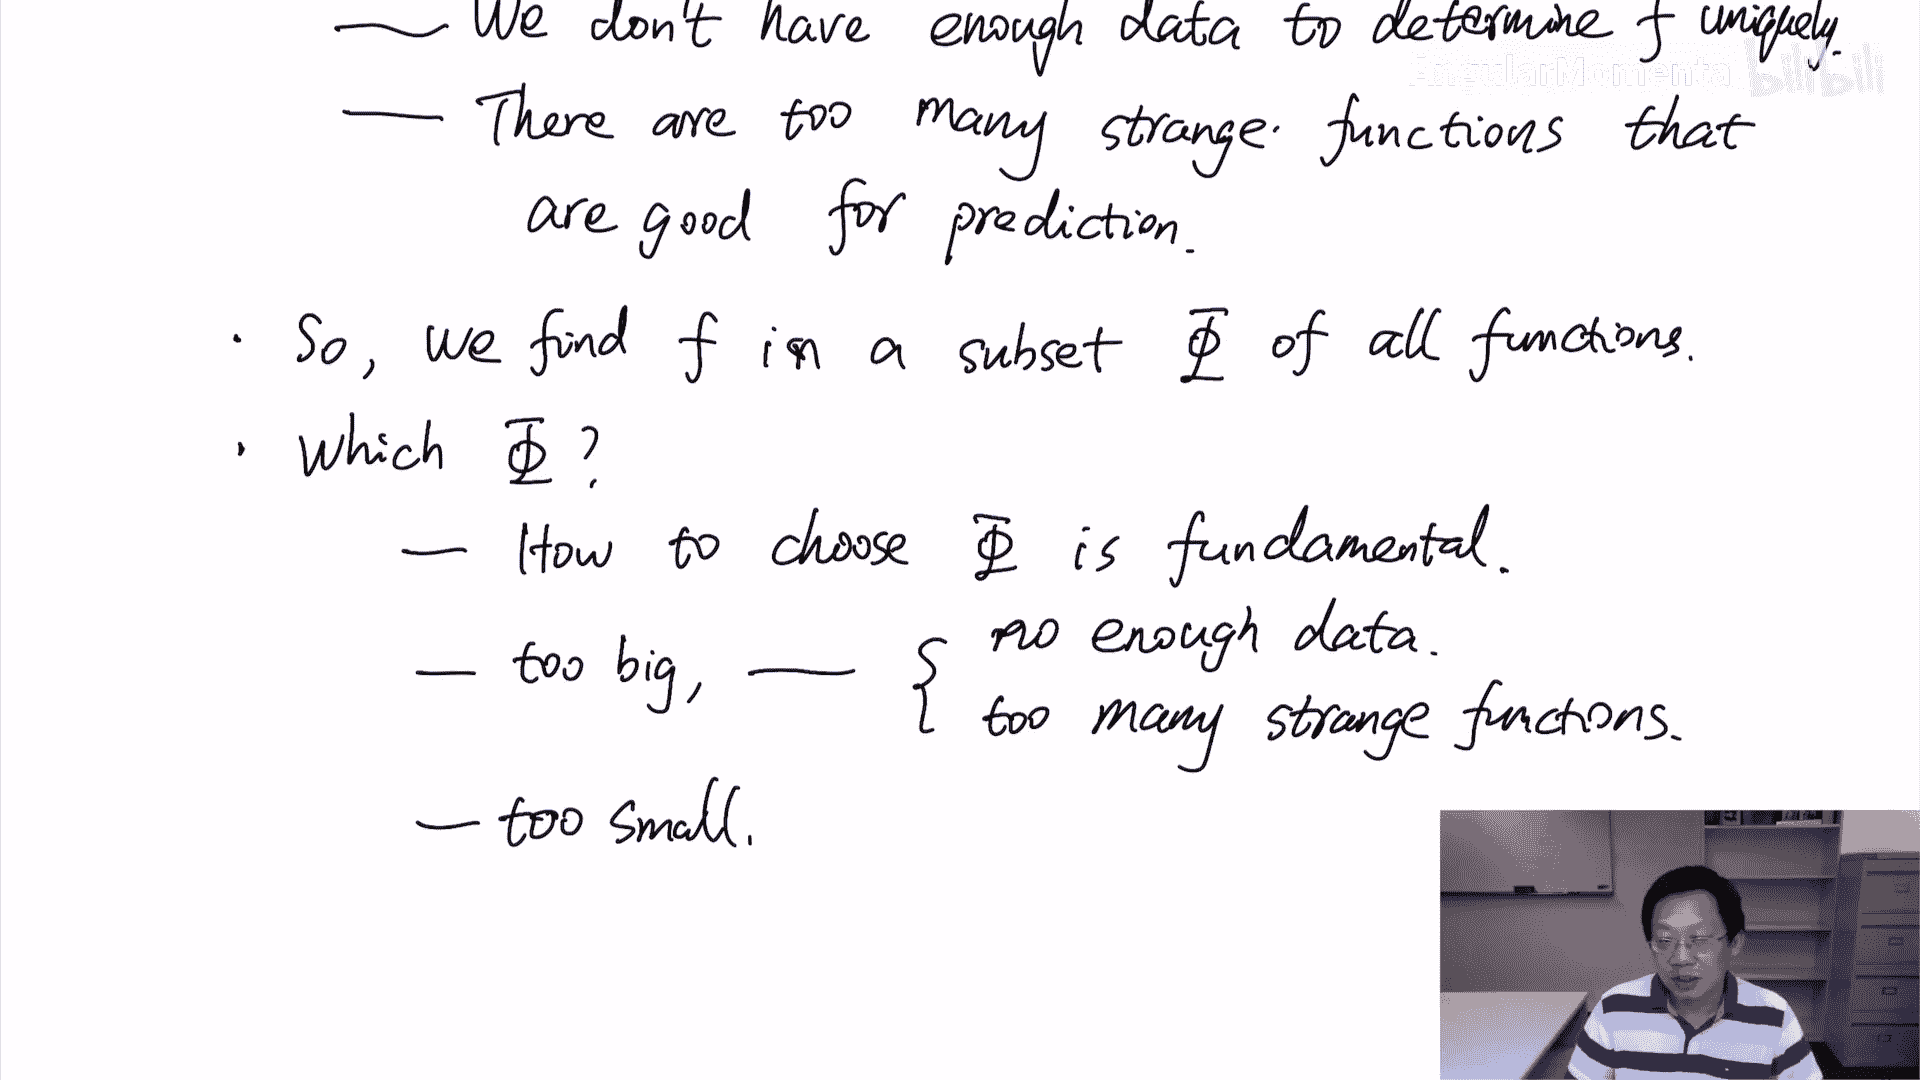 — We don't have enough data to determine f uniquely.
AngularMomenta bilibili
— There are too many strange functions that
are good for prediction.
· So, we find f in a subset Φ of all functions.
· Which Φ?
— How to choose Φ is fundamental.
— too big, — { no enough data.
too many strange functions.
— too small.